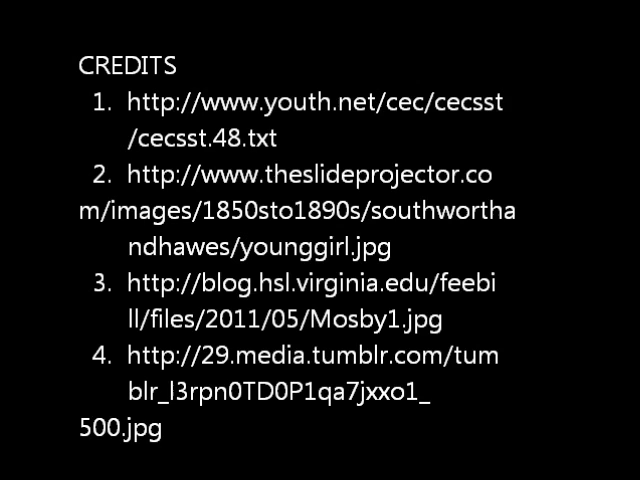 CREDITS
1. http://www.youth.net/cec/cecsst
/cecsst.48.txt
2. http://www.theslideprojector.co
m/images/1850sto1890s/southwortha
ndhawes/younggirl.jpg
3. http://blog.hsl.virginia.edu/feebi
ll/files/2011/05/Mosby1.jpg
4. http://29.media.tumblr.com/tum
blr_l3rpn0TD0P1qa7jxxo1_
500.jpg